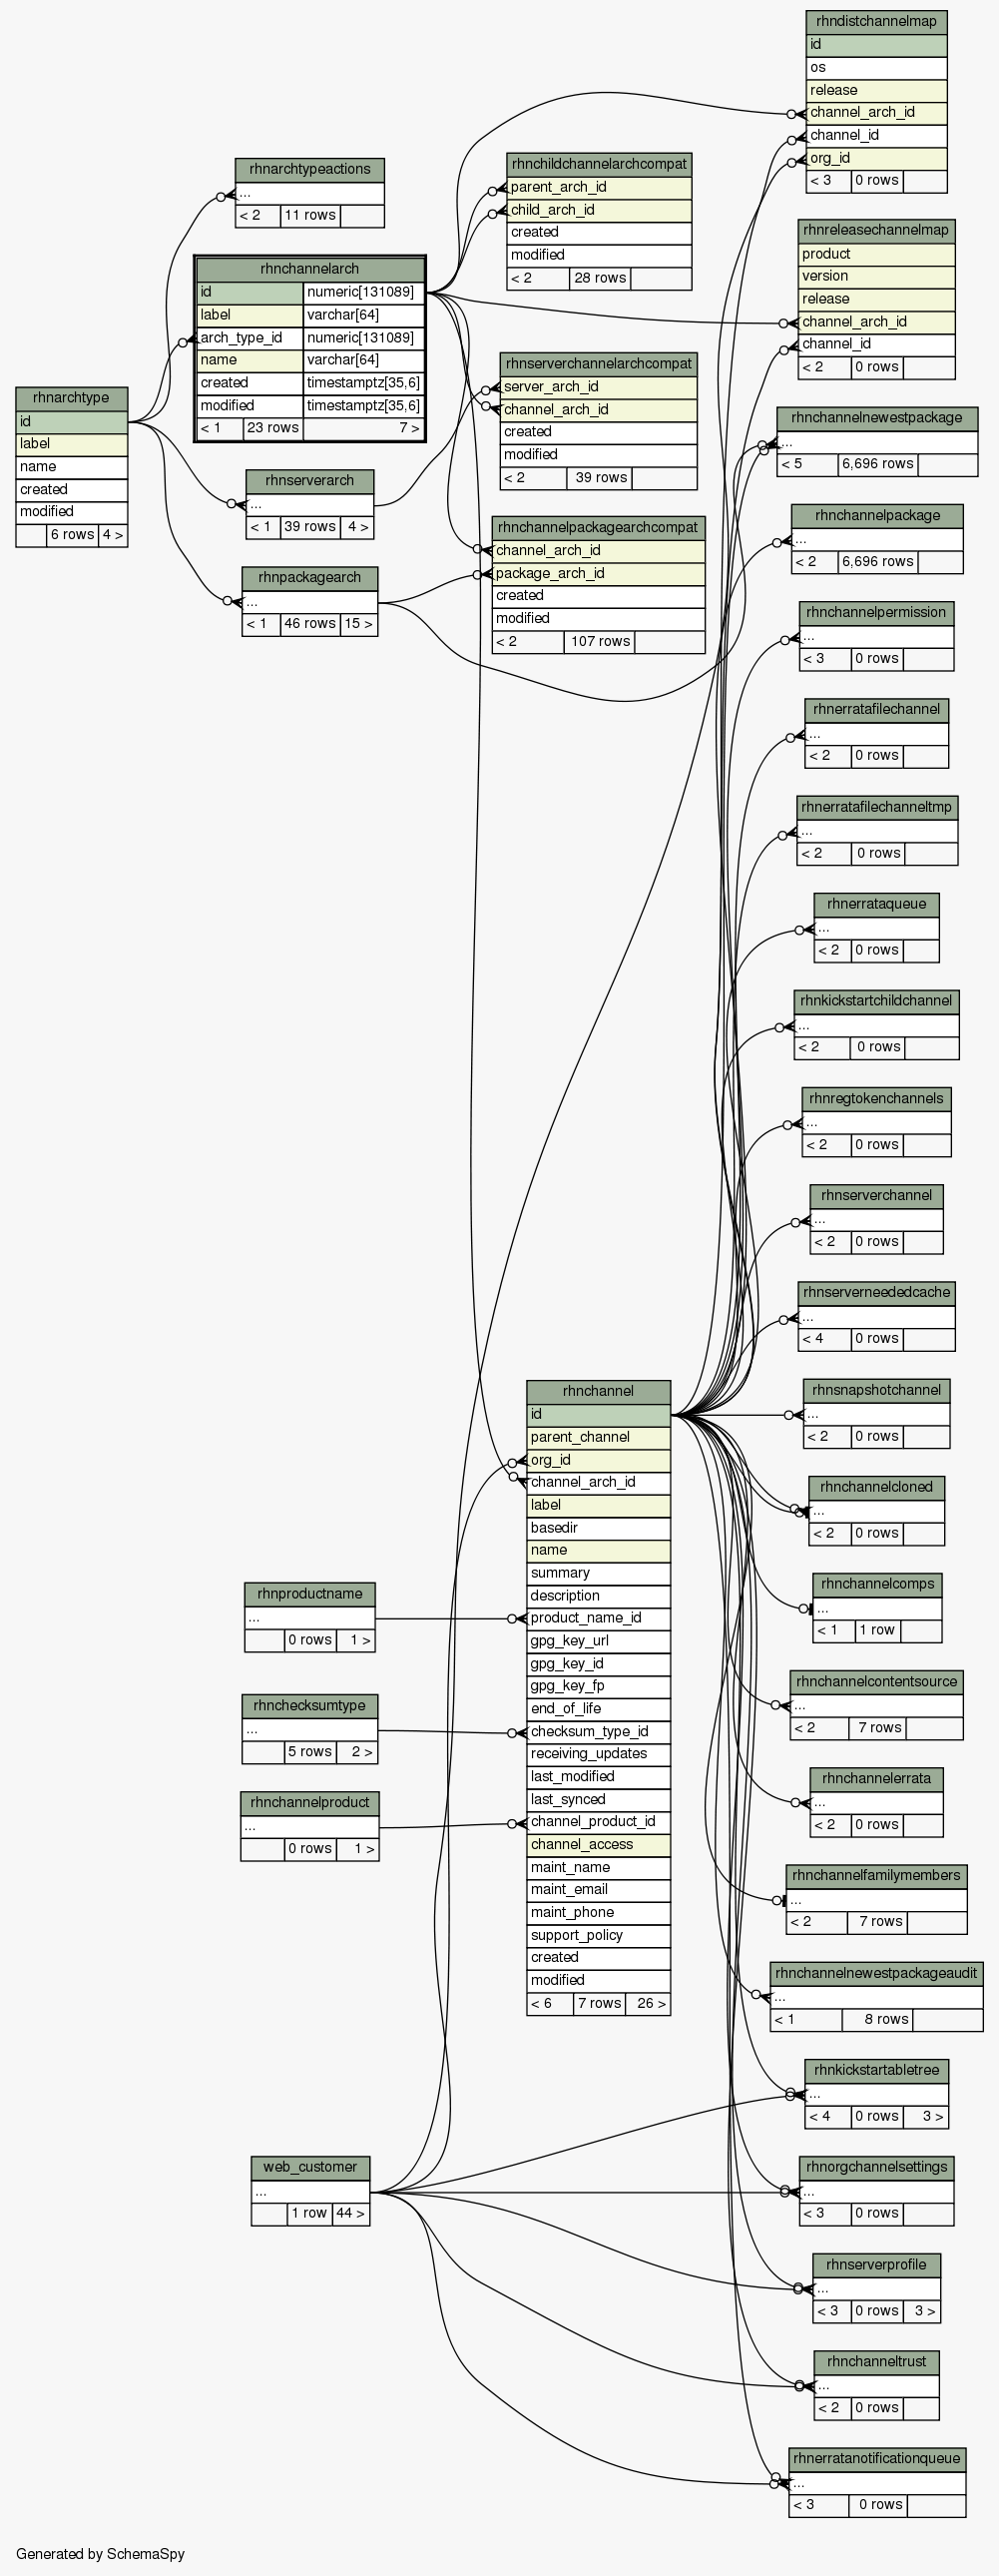 rhnarchtype
id
label
name
created
modified
6 rows 4 >
rhnarchtypeactions
...
< 2 11 rows
rhnchannelarch
id numeric[131089]
label varchar[64]
arch_type_id numeric[131089]
name varchar[64]
created timestamptz[35,6]
modified timestamptz[35,6]
< 1 23 rows 7 >
rhnserverarch
...
< 1 39 rows 4 >
rhnpackagearch
...
< 1 46 rows 15 >
rhnchildchannelarchcompat
parent_arch_id
child_arch_id
created
modified
< 2 28 rows
rhnserverchannelarchcompat
server_arch_id
channel_arch_id
created
modified
< 2 39 rows
rhnchannelpackagearchcompat
channel_arch_id
package_arch_id
created
modified
< 2 107 rows
rhndistchannelmap
id
os
release
channel_arch_id
channel_id
org_id
< 3 0 rows
rhnreleasechannelmap
product
version
release
channel_arch_id
channel_id
< 2 0 rows
rhnchannelnewestpackage
...
< 5 6,696 rows
rhnchannelpackage
...
< 2 6,696 rows
rhnchannelpermission
...
< 3 0 rows
rhnerratafilechannel
...
< 2 0 rows
rhnerratafilechanneltmp
...
< 2 0 rows
rhnerrataqueue
...
< 2 0 rows
rhnkickstartchildchannel
...
< 2 0 rows
rhnregtokenchannels
...
< 2 0 rows
rhnserverchannel
...
< 2 0 rows
rhnserverneededcache
...
< 4 0 rows
rhnsnapshotchannel
...
< 2 0 rows
rhnchannelcloned
...
< 2 0 rows
rhnchannelcomps
...
< 1 1 row
rhnchannelcontentsource
...
< 2 7 rows
rhnchannelerrata
...
< 2 0 rows
rhnchannelfamilymembers
...
< 2 7 rows
rhnchannelnewestpackageaudit
...
< 1 8 rows
rhnkickstartabletree
...
< 4 0 rows 3 >
rhnorgchannelsettings
...
< 3 0 rows
rhnserverprofile
...
< 3 0 rows 3 >
rhnchanneltrust
...
< 2 0 rows
rhnerratanotificationqueue
...
< 3 0 rows
rhnchannel
id
parent_channel
org_id
channel_arch_id
label
basedir
name
summary
description
product_name_id
gpg_key_url
gpg_key_id
gpg_key_fp
end_of_life
checksum_type_id
receiving_updates
last_modified
last_synced
channel_product_id
channel_access
maint_name
maint_email
maint_phone
support_policy
created
modified
< 6 7 rows 26 >
rhnproductname
...
0 rows 1 >
rhnchecksumtype
...
5 rows 2 >
rhnchannelproduct
...
0 rows 1 >
web_customer
...
1 row 44 >
Generated by SchemaSpy